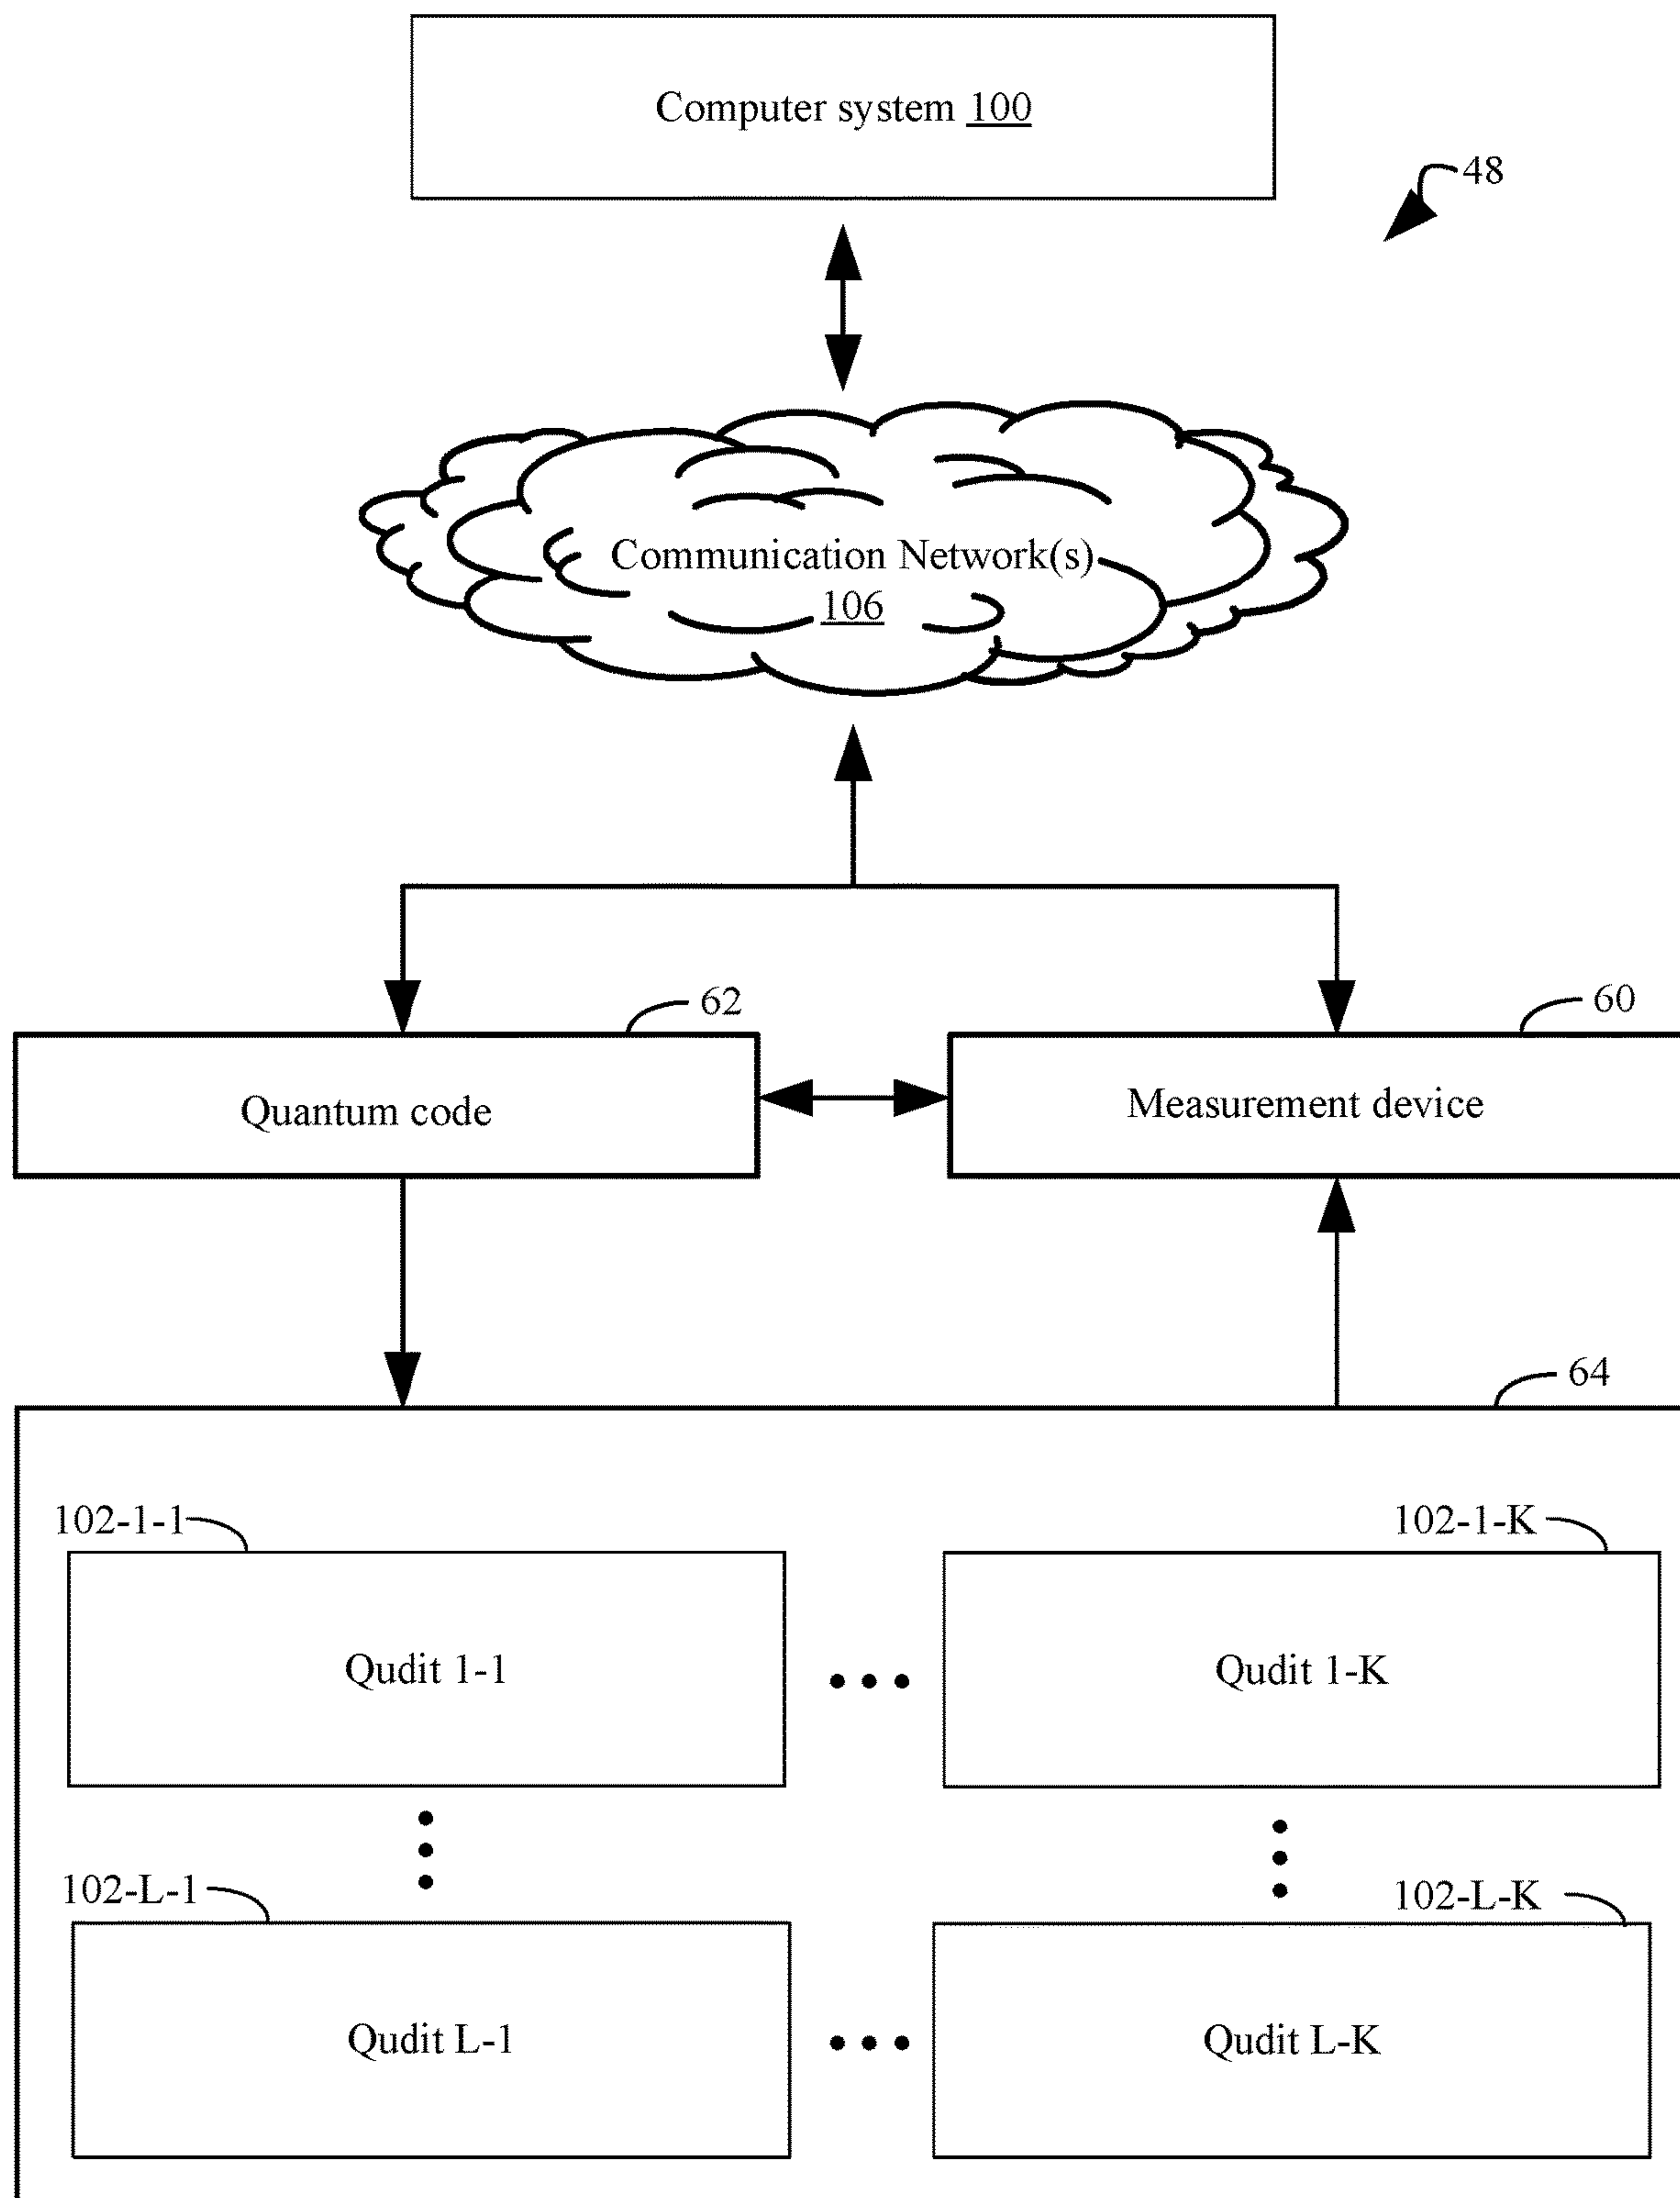 Computer system 100
48
Communication Network(s)
106
62
60
Quantum code
Measurement device
64
102-1-1
102-1-K
Qudit 1-1
Qudit 1-K
102-L-1
102-L-K
Qudit L-1
Qudit L-K